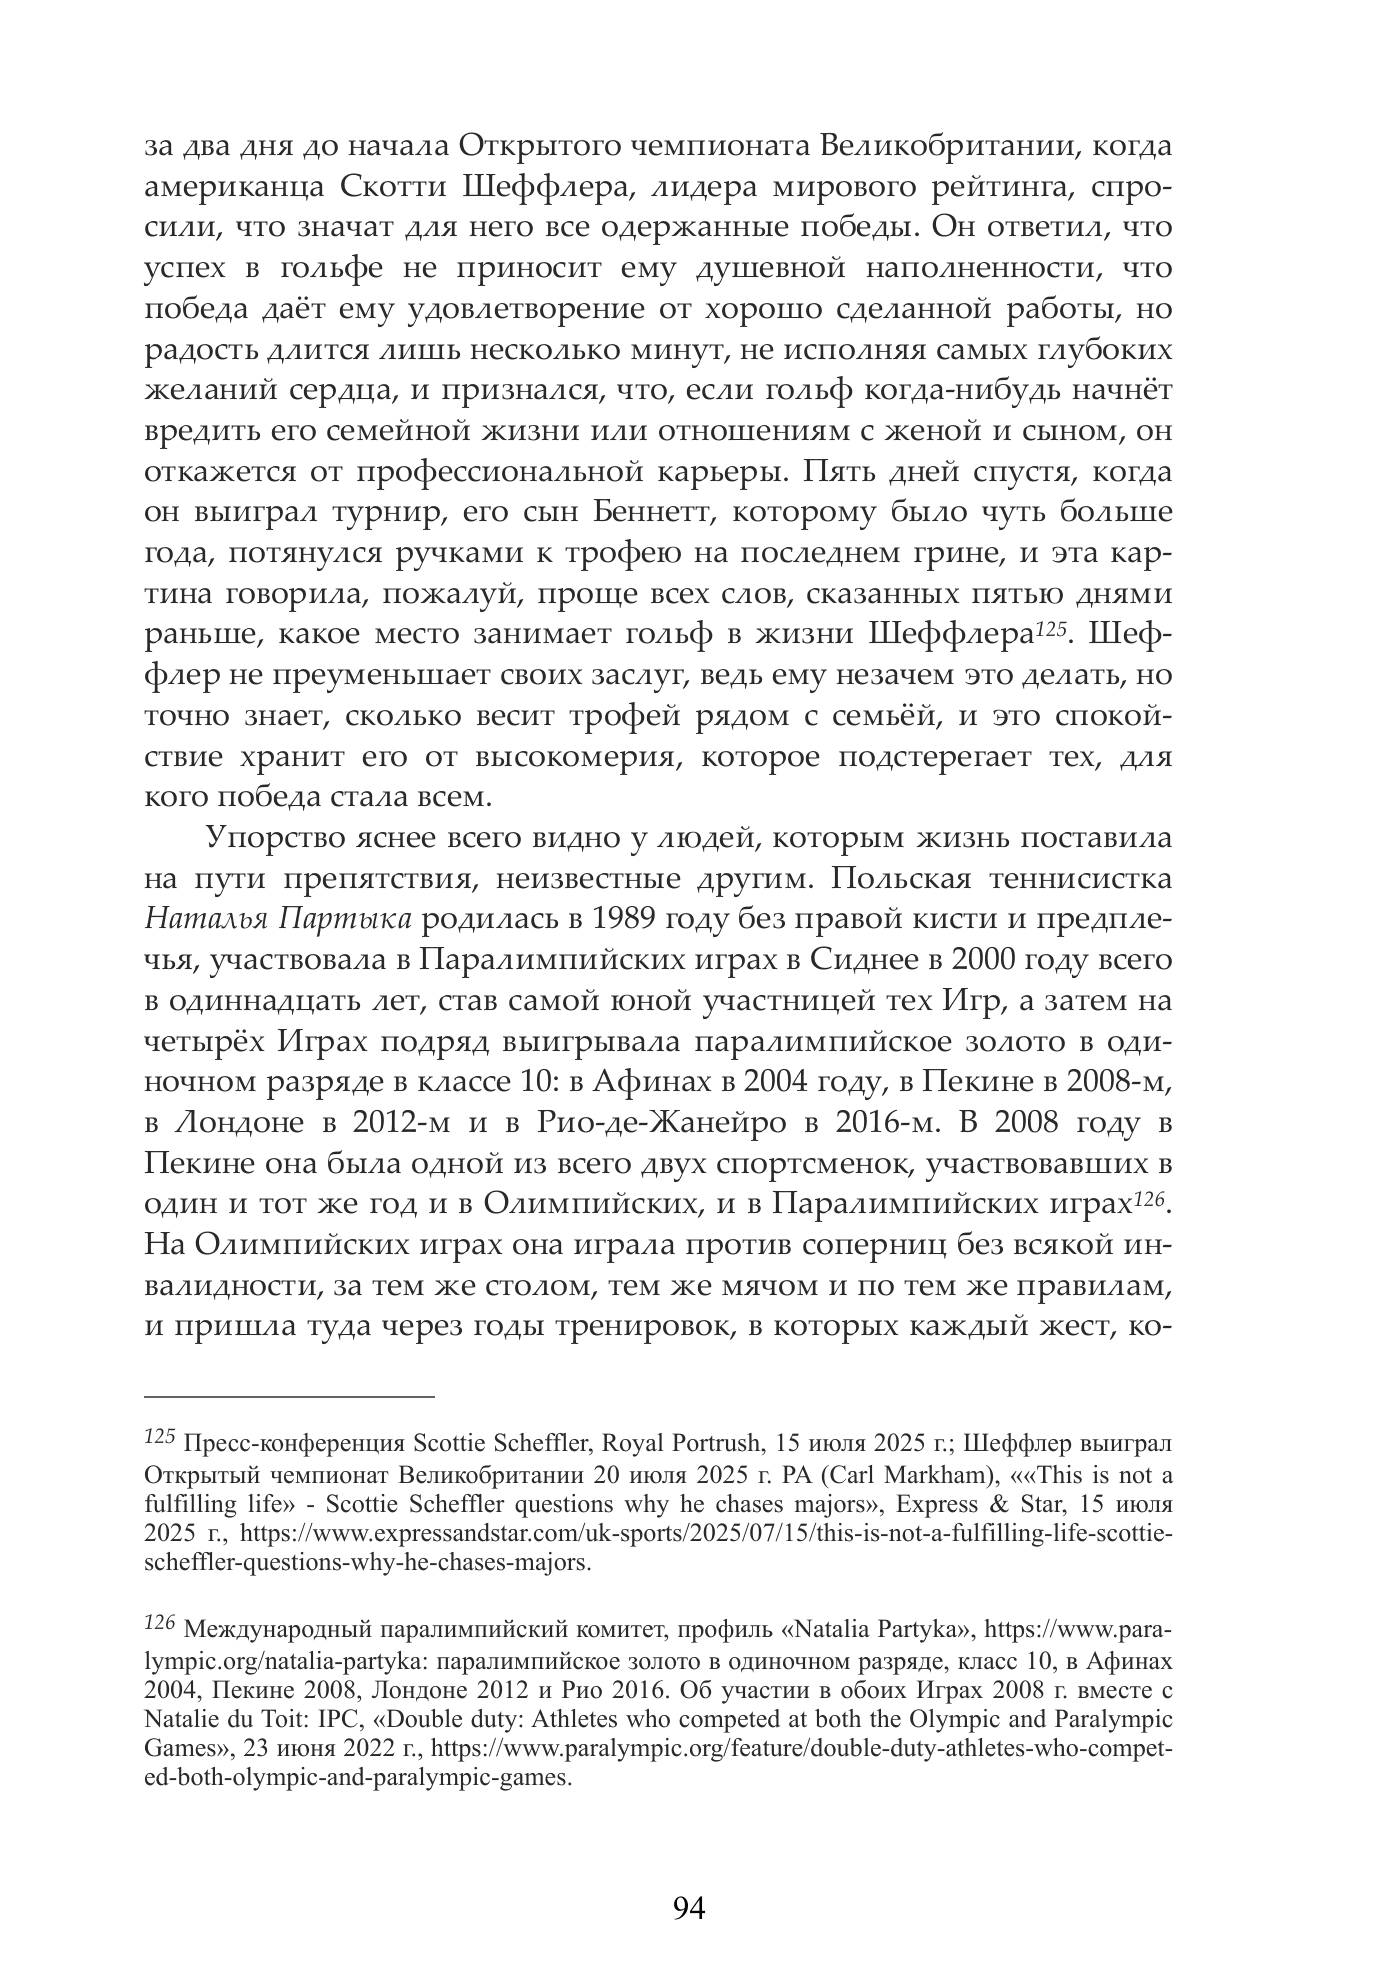 за два дня до начала Открытого чемпионата Великобритании, когда
американца Скотти Шеффлера, лидера мирового рейтинга, спро-
сили, что значат для него все одержанные победы. Он ответил, что
успех в гольфе не приносит ему душевной наполненности, что
победа даёт ему удовлетворение от хорошо сделанной работы, но
радость длится лишь несколько минут, не исполняя самых глубоких
желаний сердца, и признался, что, если гольф когда-нибудь начнёт
вредить его семейной жизни или отношениям с женой и сыном, он
откажется от профессиональной карьеры. Пять дней спустя, когда
он выиграл турнир, его сын Беннетт, которому было чуть больше
года, потянулся ручками к трофею на последнем грине, и эта кар-
тина говорила, пожалуй, проще всех слов, сказанных пятью днями
раньше, какое место занимает гольф в жизни Шеффлера125. Шеф-
флер не преуменьшает своих заслуг, ведь ему незачем это делать, но
точно знает, сколько весит трофей рядом с семьёй, и это спокой-
ствие хранит его от высокомерия, которое подстерегает тех, для
кого победа стала всем.
Упорство яснее всего видно у людей, которым жизнь поставила
на пути препятствия, неизвестные другим. Польская теннисистка
Наталья Партыка родилась в 1989 году без правой кисти и предпле-
чья, участвовала в Паралимпийских играх в Сиднее в 2000 году всего
в одиннадцать лет, став самой юной участницей тех Игр, а затем на
четырёх Играх подряд выигрывала паралимпийское золото в оди-
ночном разряде в классе 10: в Афинах в 2004 году, в Пекине в 2008-м,
в Лондоне в 2012-м и в Рио-де-Жанейро в 2016-м. В 2008 году в
Пекине она была одной из всего двух спортсменок, участвовавших в
один и тот же год и в Олимпийских, и в Паралимпийских играх126.
На Олимпийских играх она играла против соперниц без всякой ин-
валидности, за тем же столом, тем же мячом и по тем же правилам,
и пришла туда через годы тренировок, в которых каждый жест, ко-
125 Пресс-конференция Scottie Scheffler, Royal Portrush, 15 июля 2025 г.; Шеффлер выиграл
Открытый чемпионат Великобритании 20 июля 2025 г. PA (Carl Markham), ««This is not a
fulfilling life» - Scottie Scheffler questions why he chases majors», Express & Star, 15 июля
2025 г., https://www.expressandstar.com/uk-sports/2025/07/15/this-is-not-a-fulfilling-life-scottie-
scheffler-questions-why-he-chases-majors.
126 Международный паралимпийский комитет, профиль «Natalia Partyka», https://www.para-
lympic.org/natalia-partyka: паралимпийское золото в одиночном разряде, класс 10, в Афинах
2004, Пекине 2008, Лондоне 2012 и Рио 2016. Об участии в обоих Играх 2008 г. вместе с
Natalie du Toit: IPC, «Double duty: Athletes who competed at both the Olympic and Paralympic
Games», 23 июня 2022 г., https://www.paralympic.org/feature/double-duty-athletes-who-compet-
ed-both-olympic-and-paralympic-games.
94